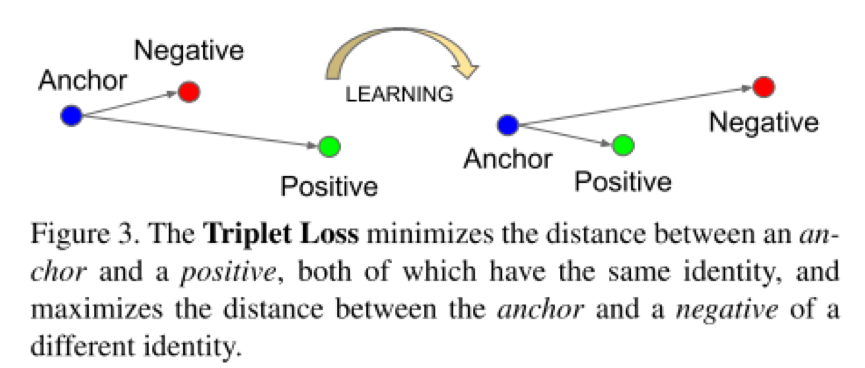 Negative
Anchor
Positive
LEARNING
Anchor
Positive
Negative
Figure 3. The Triplet Loss minimizes the distance between an an-
chor and a positive, both of which have the same identity, and
maximizes the distance between the anchor and a negative of a
different identity.